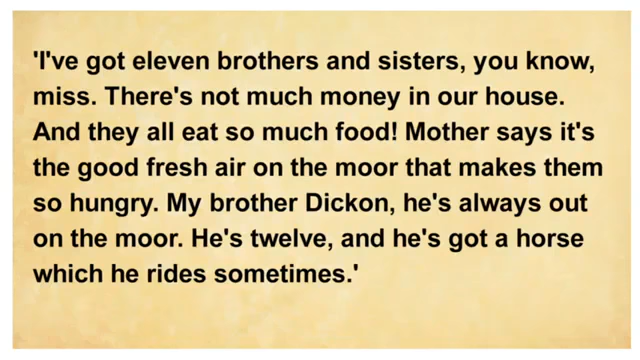 'I've got eleven brothers and sisters, you know,
miss. There's not much money in our house.
And they all eat so much food! Mother says it's
the good fresh air on the moor that makes them
so hungry. My brother Dickon, he's always out
on the moor. He's twelve, and he's got a horse
which he rides sometimes.'